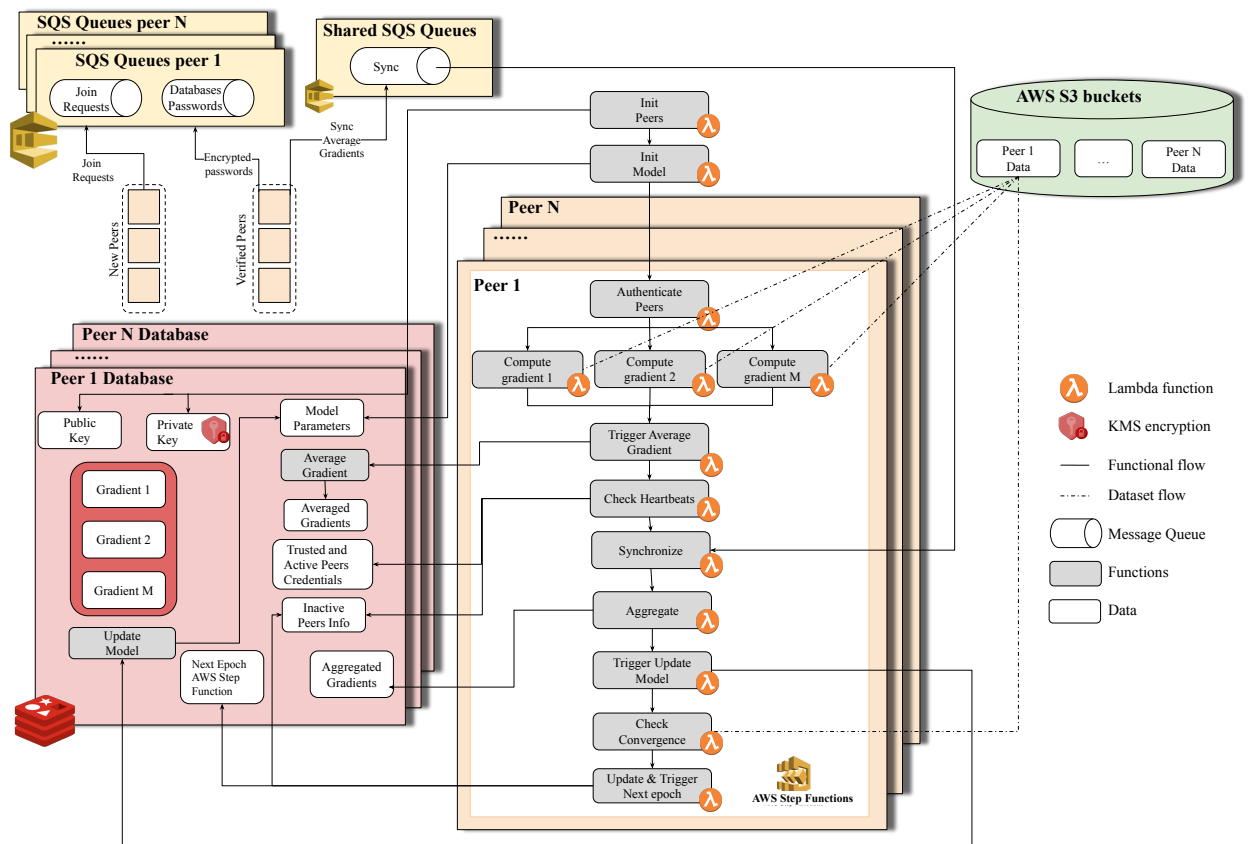 SQS Queues peer N
......
SQS Queues peer 1
Join
Requests
Databases
Passwords
Shared SQS Queues
Sync
Sync
Average
Gradients
Join
Requests
Encrypted
passwords
New Peers
Verified Peers
Init
Peers
Init
Model
AWS S3 buckets
Peer 1
Data
...
Peer N
Data
Peer N
......
Peer 1
Authenticate
Peers
Compute
gradient 1
Compute
gradient 2
Compute
gradient M
Trigger Average
Gradient
Check Heartbeats
Synchronize
Aggregate
Trigger Update
Model
Check
Convergence
Update & Trigger
Next epoch
AWS Step Functions
Peer N Database
......
Peer 1 Database
Public
Key
Private
Key
Model
Parameters
Average
Gradient
Averaged
Gradients
Gradient 1
Gradient 2
Gradient M
Trusted and
Active Peers
Credentials
Inactive
Peers Info
Update
Model
Next Epoch
AWS Step
Function
Aggregated
Gradients
λ Lambda function
KMS encryption
Functional flow
Dataset flow
Message Queue
Functions
Data